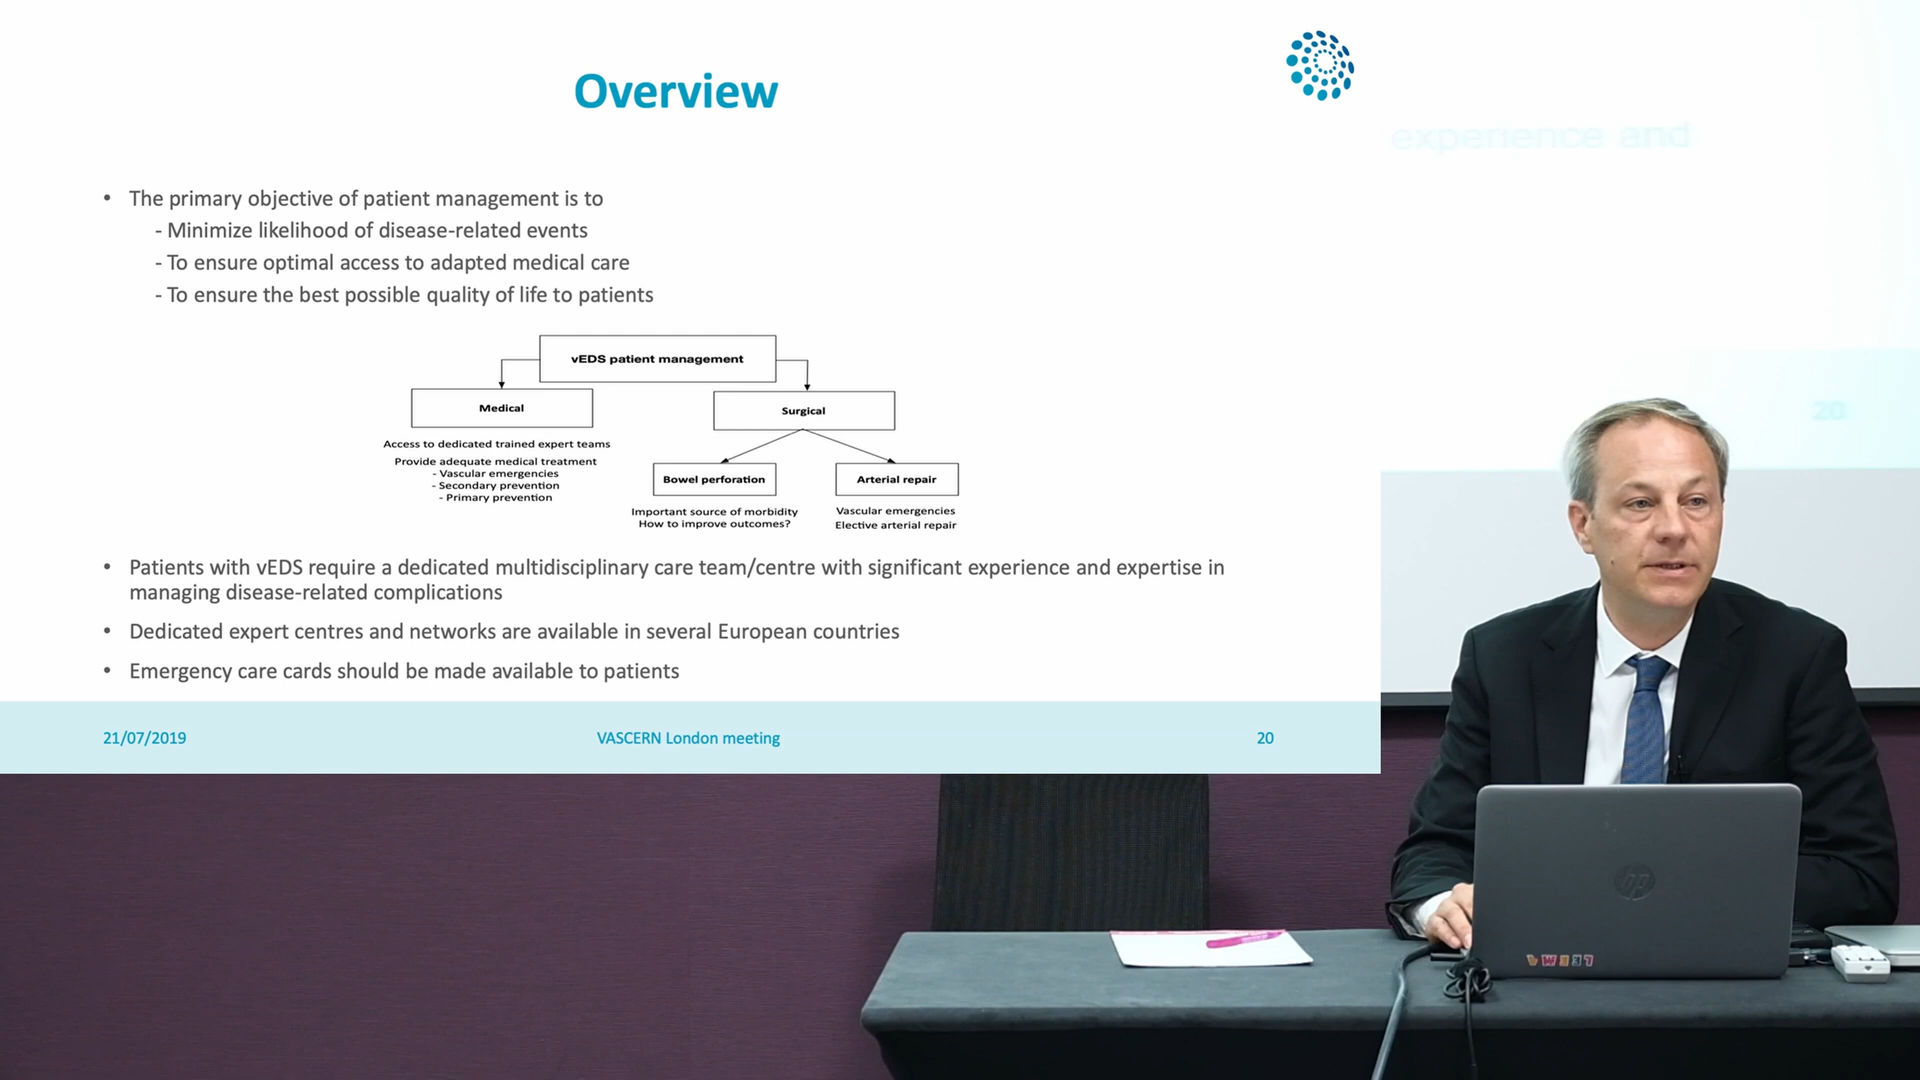 Overview
experience and
• The primary objective of patient management is to
- Minimize likelihood of disease-related events
- To ensure optimal access to adapted medical care
- To ensure the best possible quality of life to patients
vEDS patient management
Medical
Surgical
Access to dedicated trained expert teams
Provide adequate medical treatment
- Vascular emergencies
- Secondary prevention
- Primary prevention
Bowel perforation
Arterial repair
Important source of morbidity
How to improve outcomes?
Vascular emergencies
Elective arterial repair
20
• Patients with vEDS require a dedicated multidisciplinary care team/centre with significant experience and expertise in
managing disease-related complications
• Dedicated expert centres and networks are available in several European countries
• Emergency care cards should be made available to patients
21/07/2019
VASCERN London meeting
20
hp